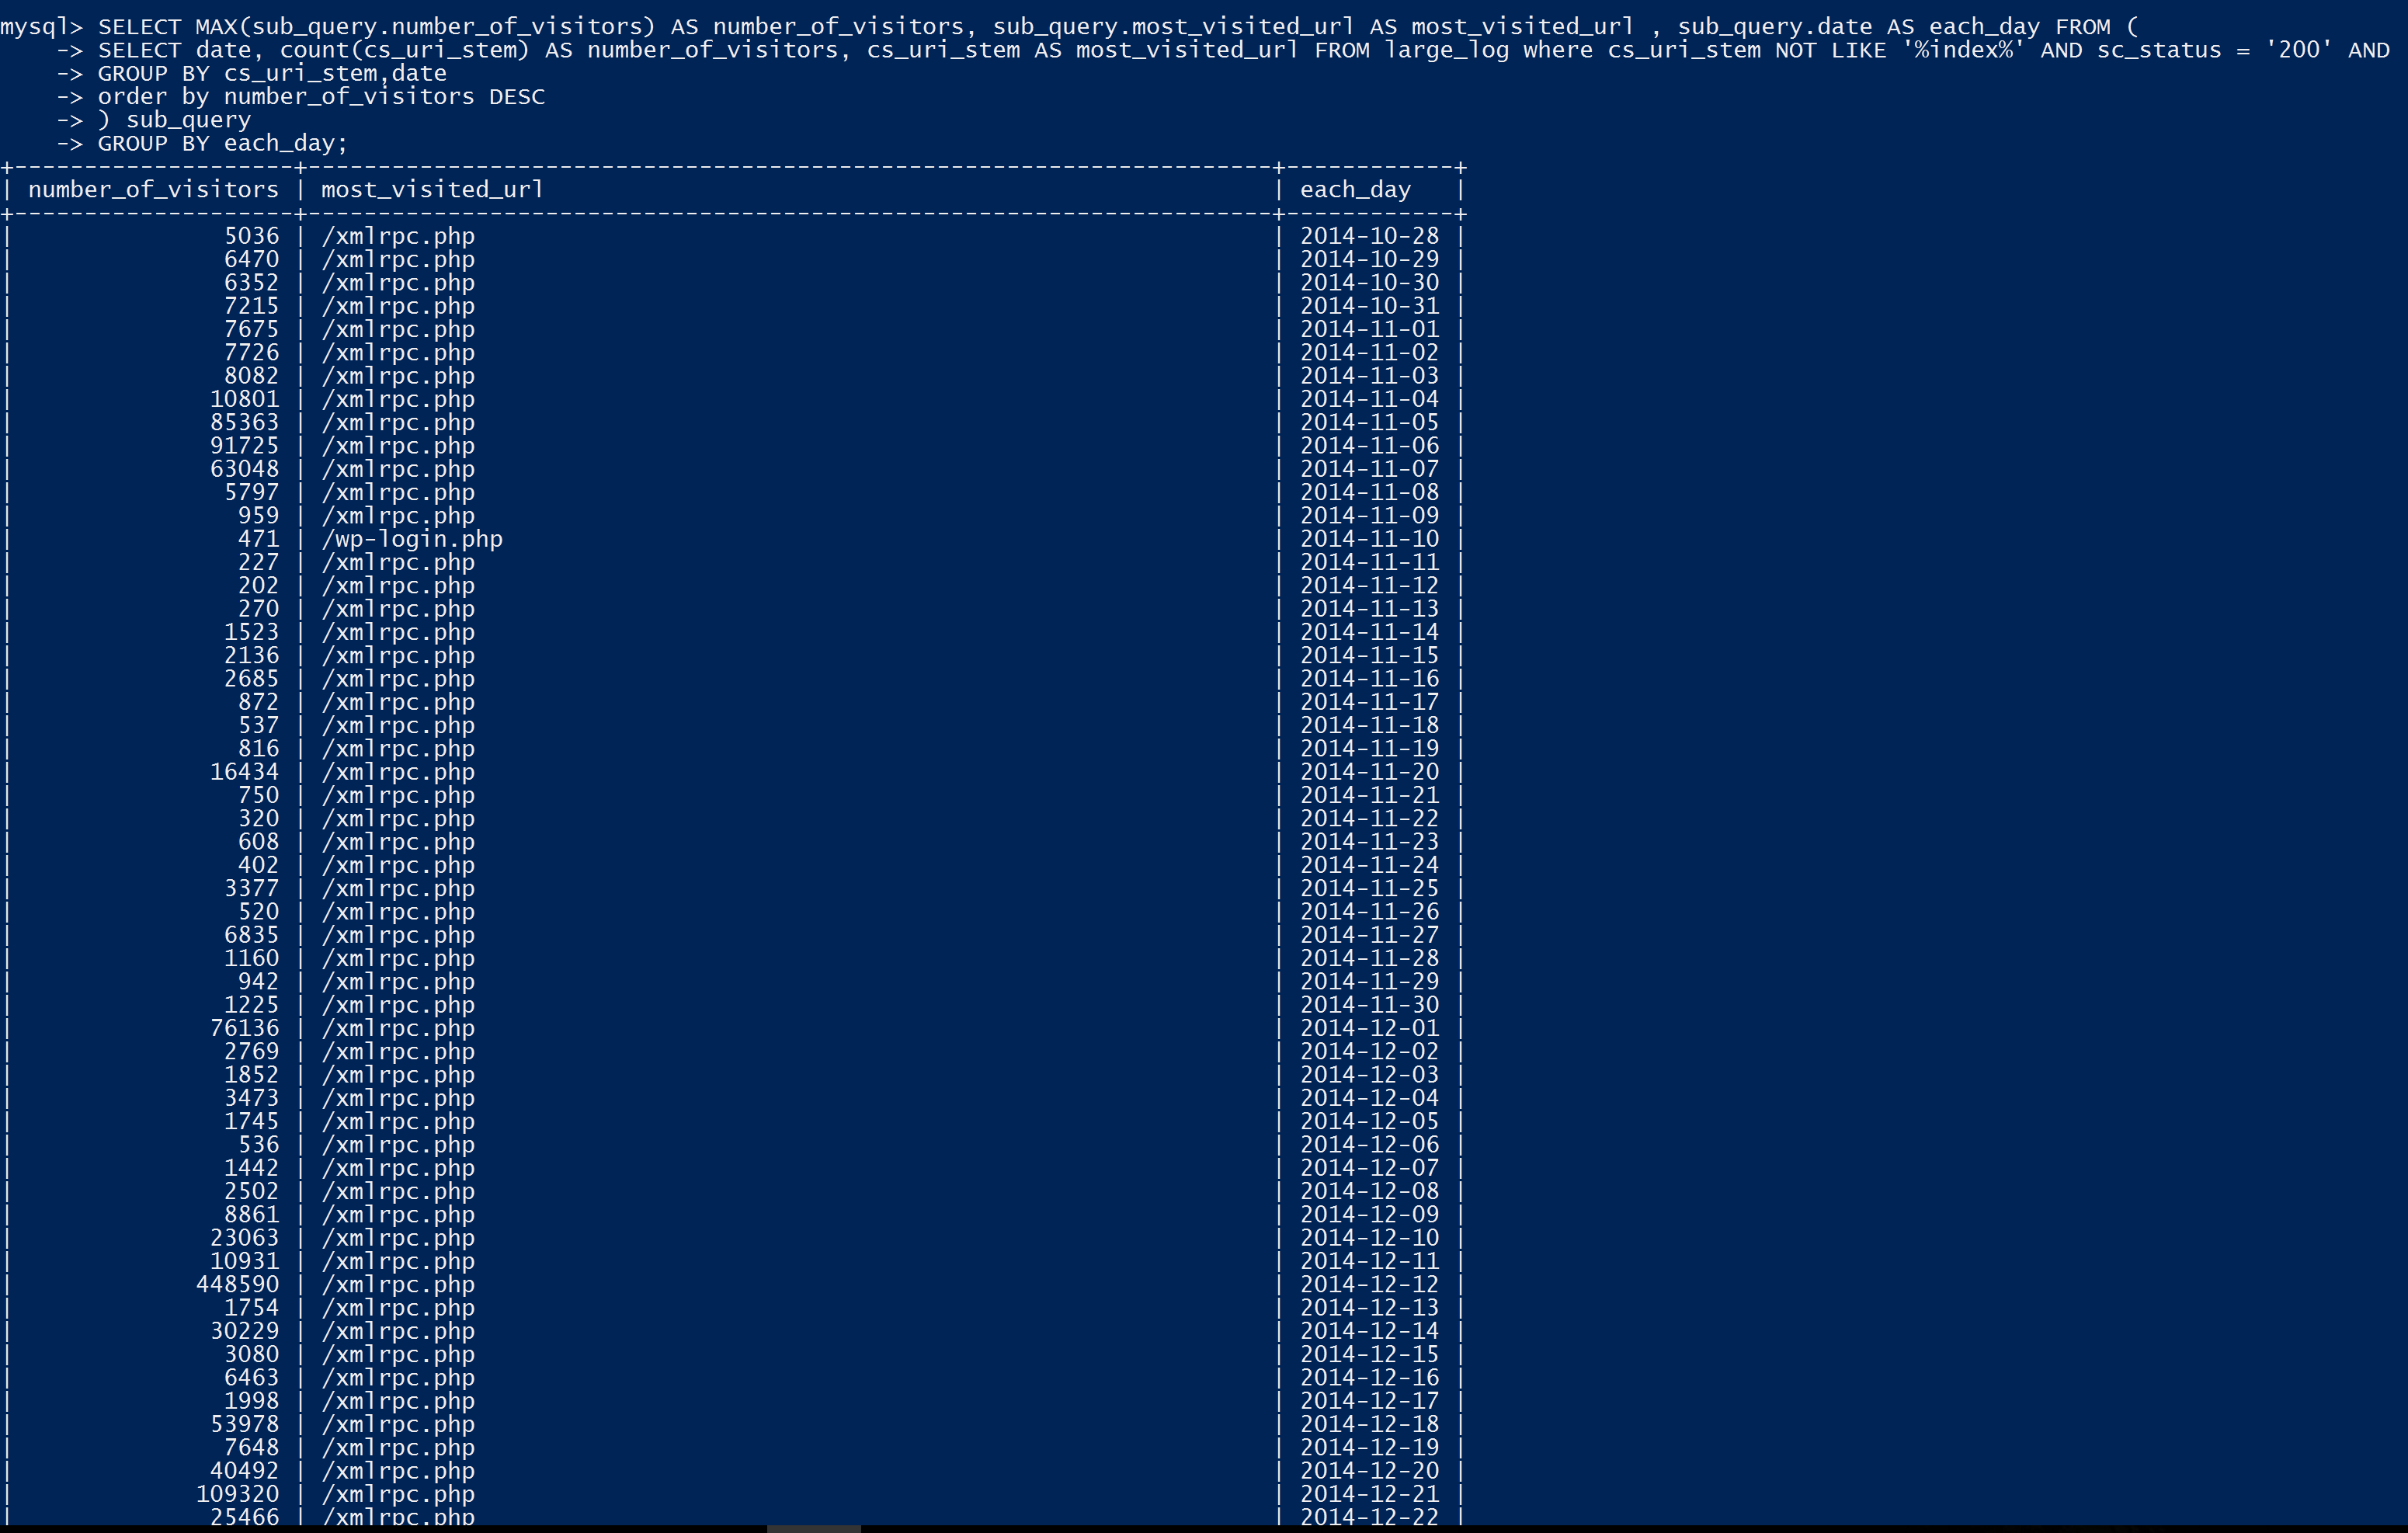 mysql> SELECT MAX(sub_query.number_of_visitors) AS number_of_visitors, sub_query.most_visited_url AS most_visited_url , sub_query.date AS each_day FROM (
    -> SELECT date, count(cs_uri_stem) AS number_of_visitors, cs_uri_stem AS most_visited_url FROM large_log where cs_uri_stem NOT LIKE '%index%' AND sc_status = '200' AND
    -> GROUP BY cs_uri_stem,date
    -> order by number_of_visitors DESC
    -> ) sub_query
    -> GROUP BY each_day;
+--------------------+---------------------------------------------------------------------+------------+
| number_of_visitors | most_visited_url                                                    | each_day   |
+--------------------+---------------------------------------------------------------------+------------+
|               5036 | /xmlrpc.php                                                         | 2014-10-28 |
|               6470 | /xmlrpc.php                                                         | 2014-10-29 |
|               6352 | /xmlrpc.php                                                         | 2014-10-30 |
|               7215 | /xmlrpc.php                                                         | 2014-10-31 |
|               7675 | /xmlrpc.php                                                         | 2014-11-01 |
|               7726 | /xmlrpc.php                                                         | 2014-11-02 |
|               8082 | /xmlrpc.php                                                         | 2014-11-03 |
|              10801 | /xmlrpc.php                                                         | 2014-11-04 |
|              85363 | /xmlrpc.php                                                         | 2014-11-05 |
|              91725 | /xmlrpc.php                                                         | 2014-11-06 |
|              63048 | /xmlrpc.php                                                         | 2014-11-07 |
|               5797 | /xmlrpc.php                                                         | 2014-11-08 |
|                959 | /xmlrpc.php                                                         | 2014-11-09 |
|                471 | /wp-login.php                                                       | 2014-11-10 |
|                227 | /xmlrpc.php                                                         | 2014-11-11 |
|                202 | /xmlrpc.php                                                         | 2014-11-12 |
|                270 | /xmlrpc.php                                                         | 2014-11-13 |
|               1523 | /xmlrpc.php                                                         | 2014-11-14 |
|               2136 | /xmlrpc.php                                                         | 2014-11-15 |
|               2685 | /xmlrpc.php                                                         | 2014-11-16 |
|                872 | /xmlrpc.php                                                         | 2014-11-17 |
|                537 | /xmlrpc.php                                                         | 2014-11-18 |
|                816 | /xmlrpc.php                                                         | 2014-11-19 |
|              16434 | /xmlrpc.php                                                         | 2014-11-20 |
|                750 | /xmlrpc.php                                                         | 2014-11-21 |
|                320 | /xmlrpc.php                                                         | 2014-11-22 |
|                608 | /xmlrpc.php                                                         | 2014-11-23 |
|                402 | /xmlrpc.php                                                         | 2014-11-24 |
|               3377 | /xmlrpc.php                                                         | 2014-11-25 |
|                520 | /xmlrpc.php                                                         | 2014-11-26 |
|               6835 | /xmlrpc.php                                                         | 2014-11-27 |
|               1160 | /xmlrpc.php                                                         | 2014-11-28 |
|                942 | /xmlrpc.php                                                         | 2014-11-29 |
|               1225 | /xmlrpc.php                                                         | 2014-11-30 |
|              76136 | /xmlrpc.php                                                         | 2014-12-01 |
|               2769 | /xmlrpc.php                                                         | 2014-12-02 |
|               1852 | /xmlrpc.php                                                         | 2014-12-03 |
|               3473 | /xmlrpc.php                                                         | 2014-12-04 |
|               1745 | /xmlrpc.php                                                         | 2014-12-05 |
|                536 | /xmlrpc.php                                                         | 2014-12-06 |
|               1442 | /xmlrpc.php                                                         | 2014-12-07 |
|               2502 | /xmlrpc.php                                                         | 2014-12-08 |
|               8861 | /xmlrpc.php                                                         | 2014-12-09 |
|              23063 | /xmlrpc.php                                                         | 2014-12-10 |
|              10931 | /xmlrpc.php                                                         | 2014-12-11 |
|             448590 | /xmlrpc.php                                                         | 2014-12-12 |
|               1754 | /xmlrpc.php                                                         | 2014-12-13 |
|              30229 | /xmlrpc.php                                                         | 2014-12-14 |
|               3080 | /xmlrpc.php                                                         | 2014-12-15 |
|               6463 | /xmlrpc.php                                                         | 2014-12-16 |
|               1998 | /xmlrpc.php                                                         | 2014-12-17 |
|              53978 | /xmlrpc.php                                                         | 2014-12-18 |
|               7648 | /xmlrpc.php                                                         | 2014-12-19 |
|              40492 | /xmlrpc.php                                                         | 2014-12-20 |
|             109320 | /xmlrpc.php                                                         | 2014-12-21 |
|              25466 | /xmlrpc.php                                                         | 2014-12-22 |